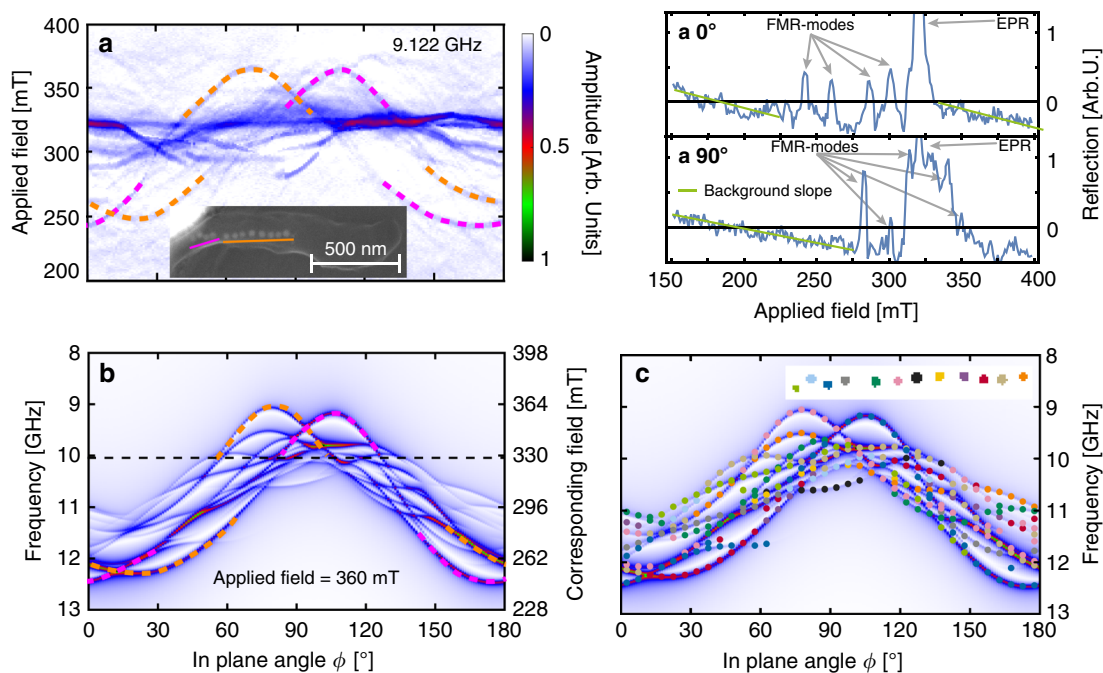 a
9.122 GHz
Applied field [mT]
400
350
300
250
200
500 nm
0
0.5
1
Amplitude [Arb. Units]
a 0°
FMR-modes
EPR
1
0
a 90°
FMR-modes
EPR
Background slope
1
0
Reflection [Arb.U.]
150 200 250 300 350 400
Applied field [mT]
b
Frequency [GHz]
8
9
10
11
12
13
Applied field = 360 mT
398
364
330
296
262
228
Corresponding field [mT]
0 30 60 90 120 150 180
In plane angle ϕ [°]
c
8
9
10
11
12
13
Frequency [GHz]
0 30 60 90 120 150 180
In plane angle ϕ [°]